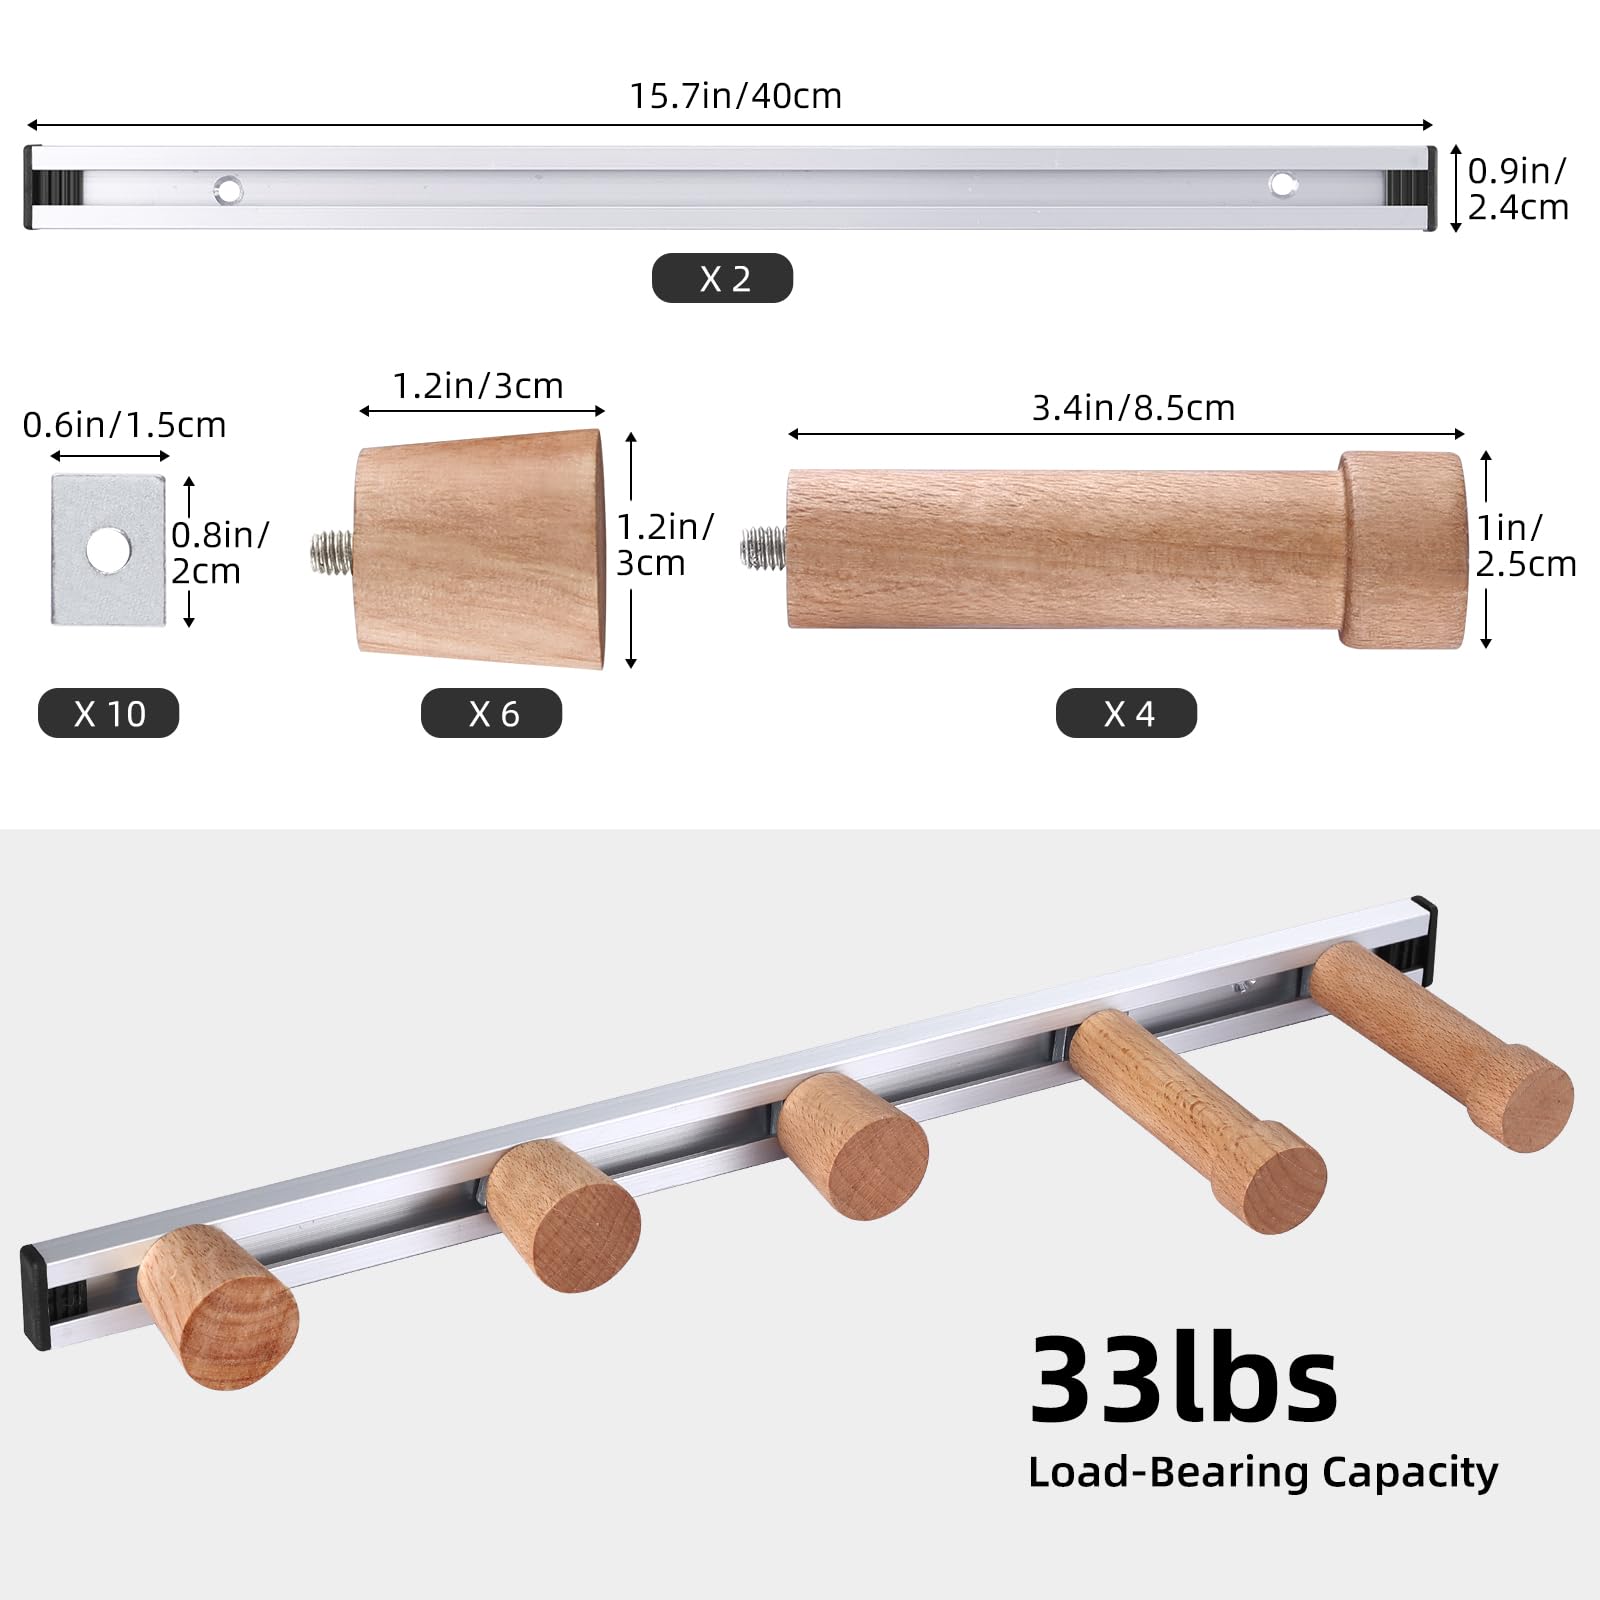 15.7in/40cm
0.9in/
2.4cm
X 2
0.6in/1.5cm
0.8in/
2cm
X 10
1.2in/3cm
1.2in/
3cm
X 6
3.4in/8.5cm
1in/
2.5cm
X 4
33lbs
Load-Bearing Capacity